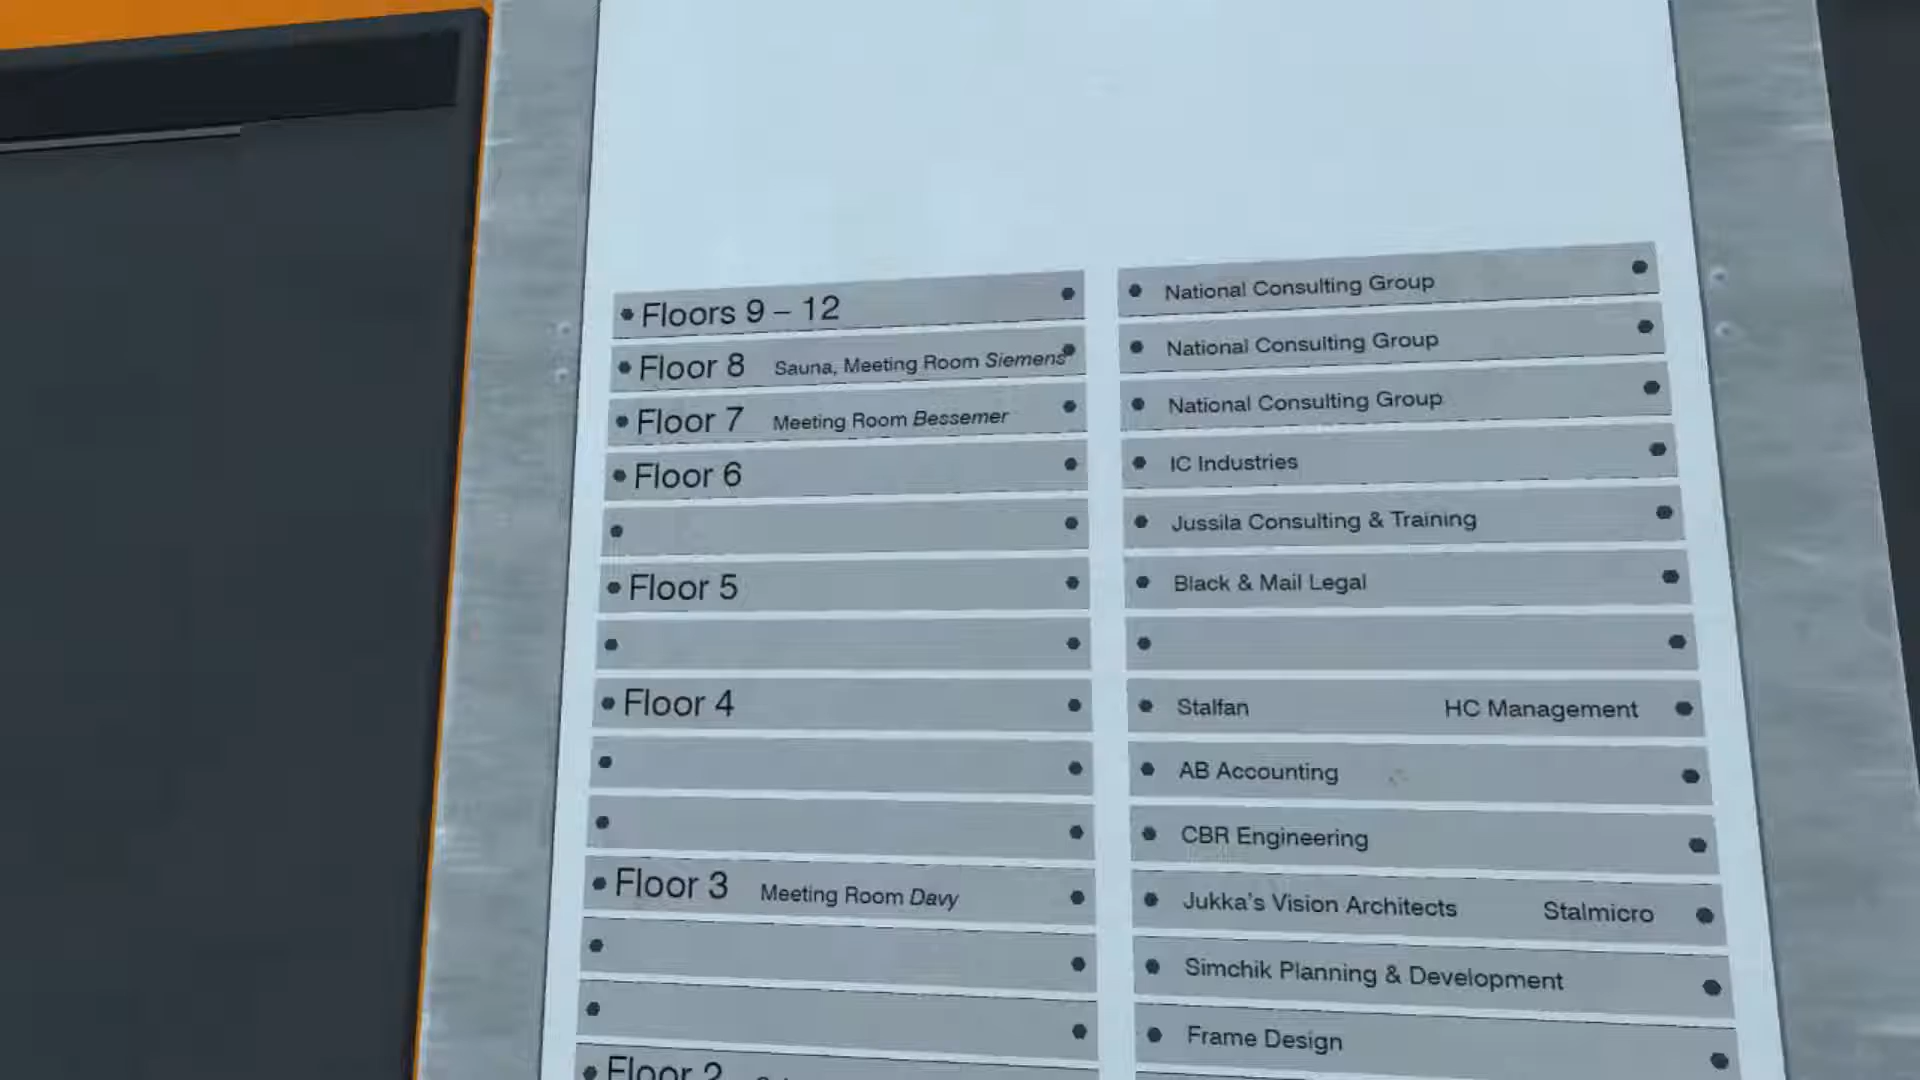 Floors 9 – 12 National Consulting Group
Floor 8 Sauna, Meeting Room Siemens National Consulting Group
Floor 7 Meeting Room Bessemer National Consulting Group
Floor 6 IC Industries
Jussila Consulting & Training
Floor 5 Black & Mail Legal
Floor 4 Stalfan HC Management
AB Accounting
CBR Engineering
Floor 3 Meeting Room Davy Jukka's Vision Architects Stalmicro
Simchik Planning & Development
Frame Design
Floor 2